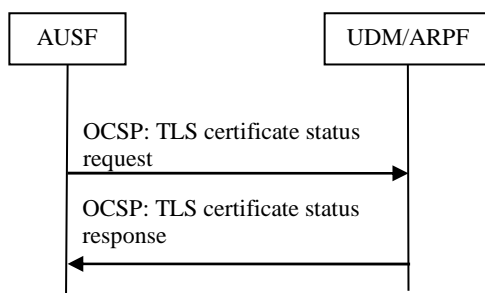 AUSF
UDM/ARPF
OCSP: TLS certificate status
request
OCSP: TLS certificate status
response